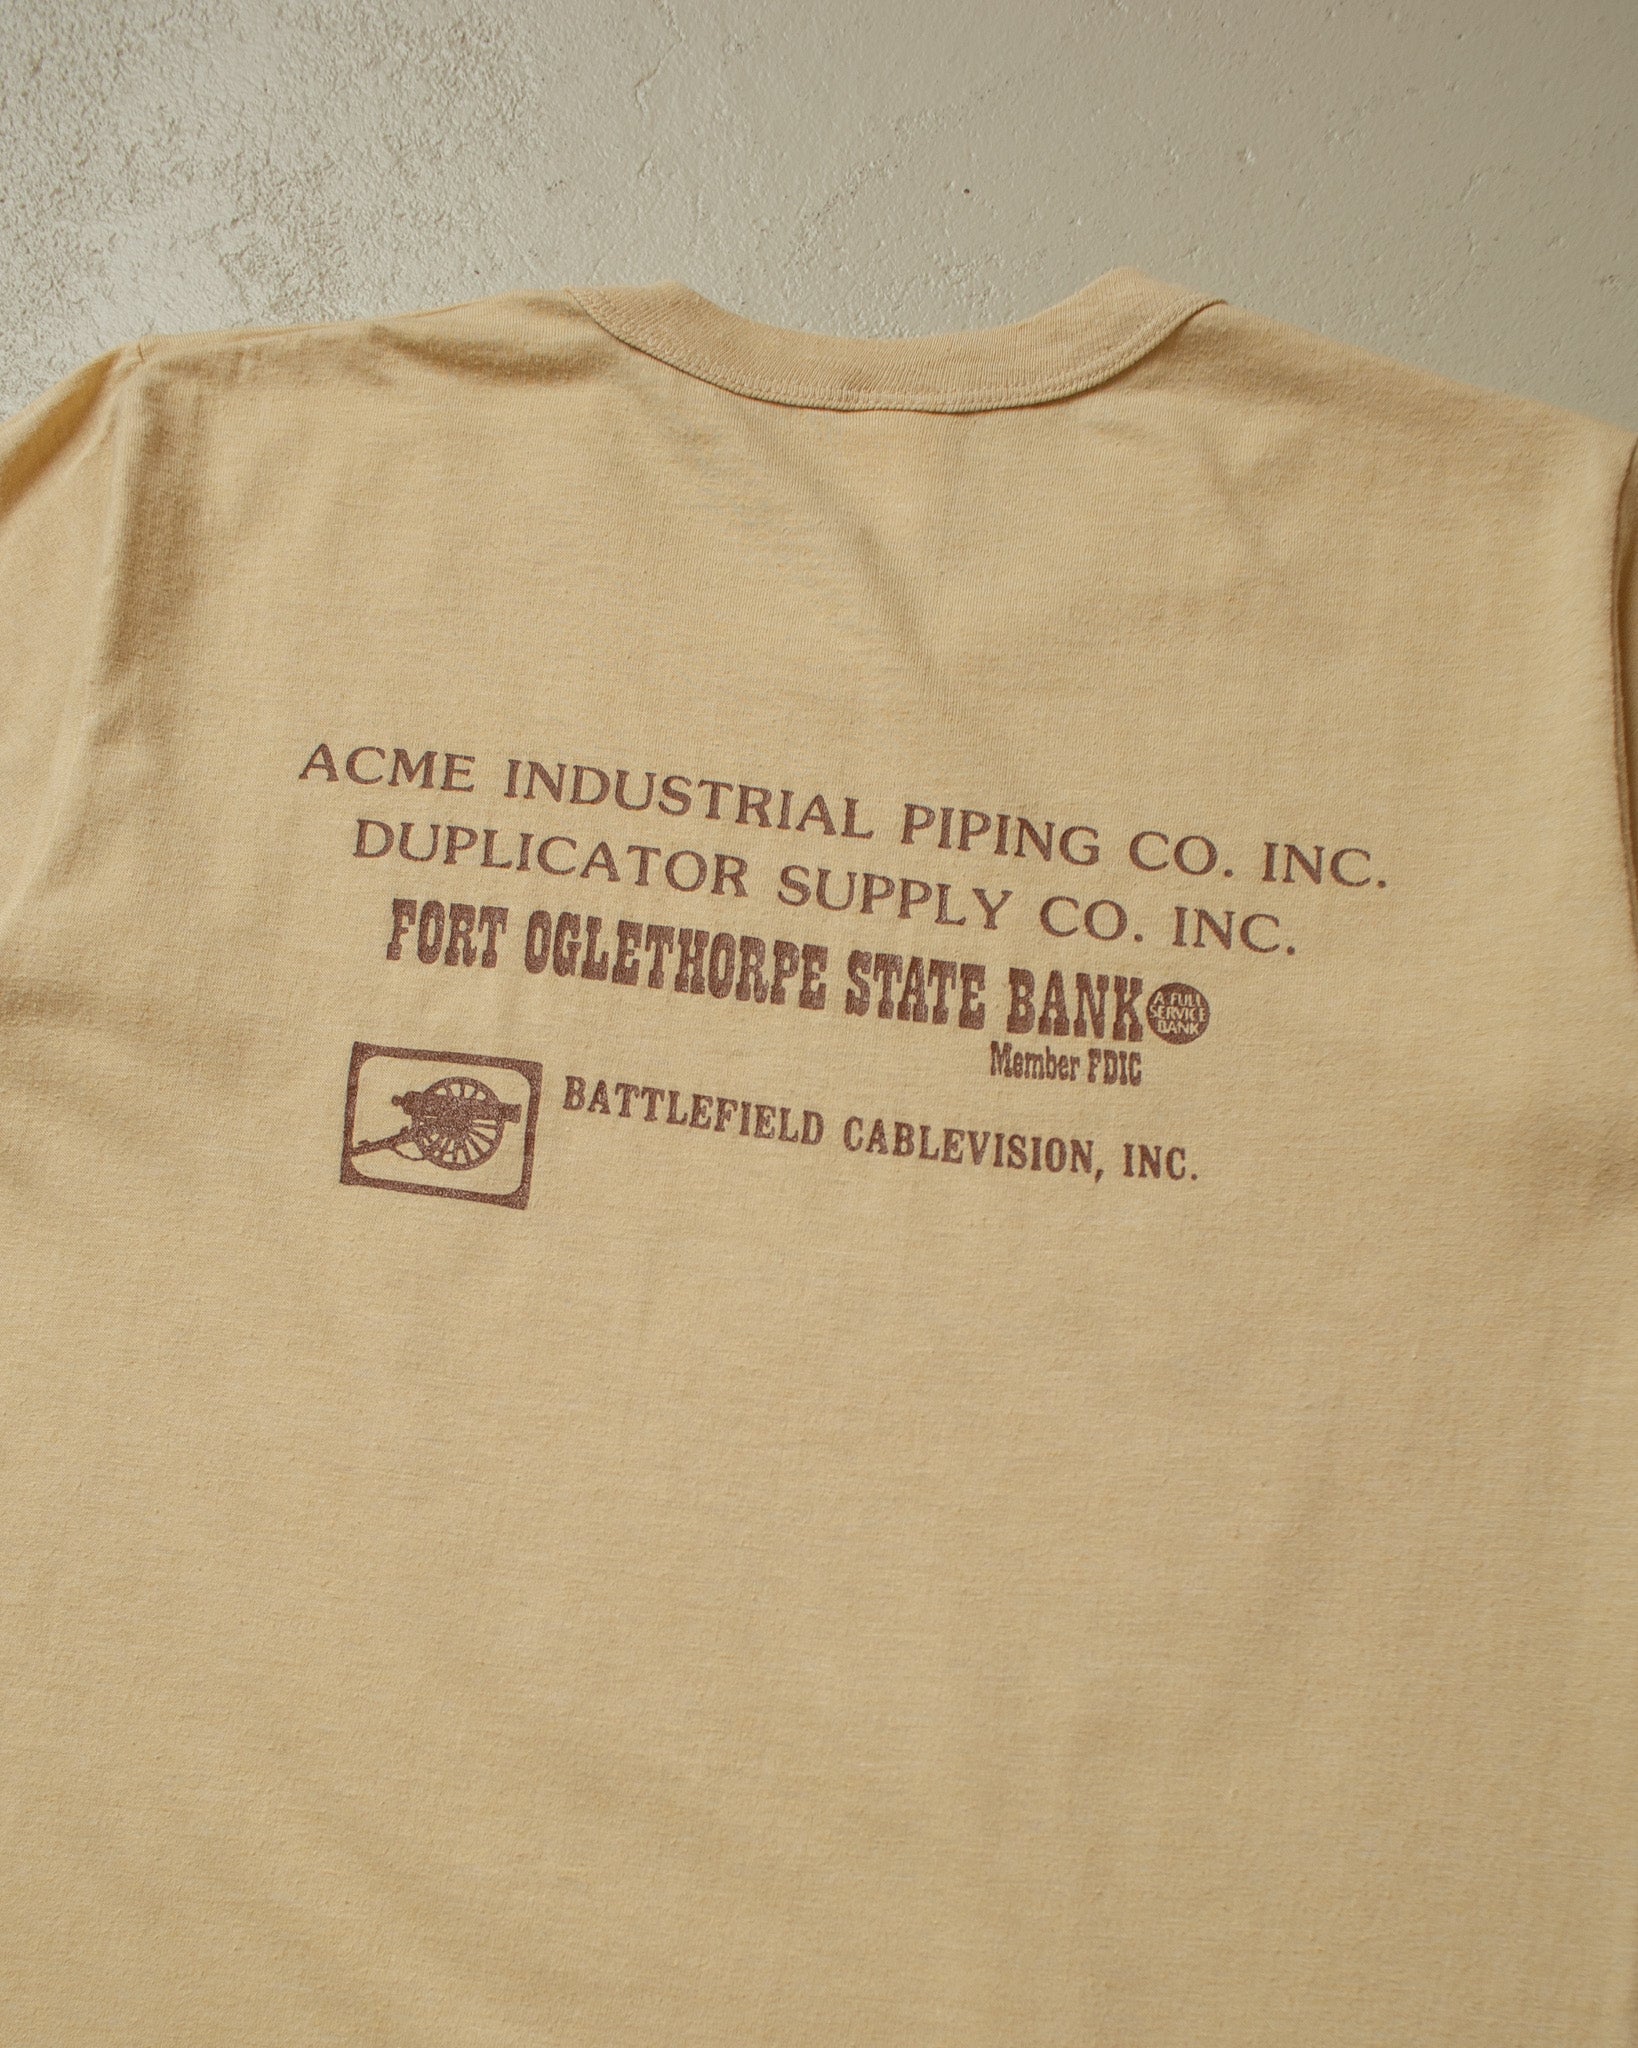 ACME INDUSTRIAL PIPING CO. INC.
DUPLICATOR SUPPLY CO. INC.
FORT OGLETHORPE STATE BANK
A FULL
SERVICE
BANK
Member FDIC
BATTLEFIELD CABLEVISION, INC.